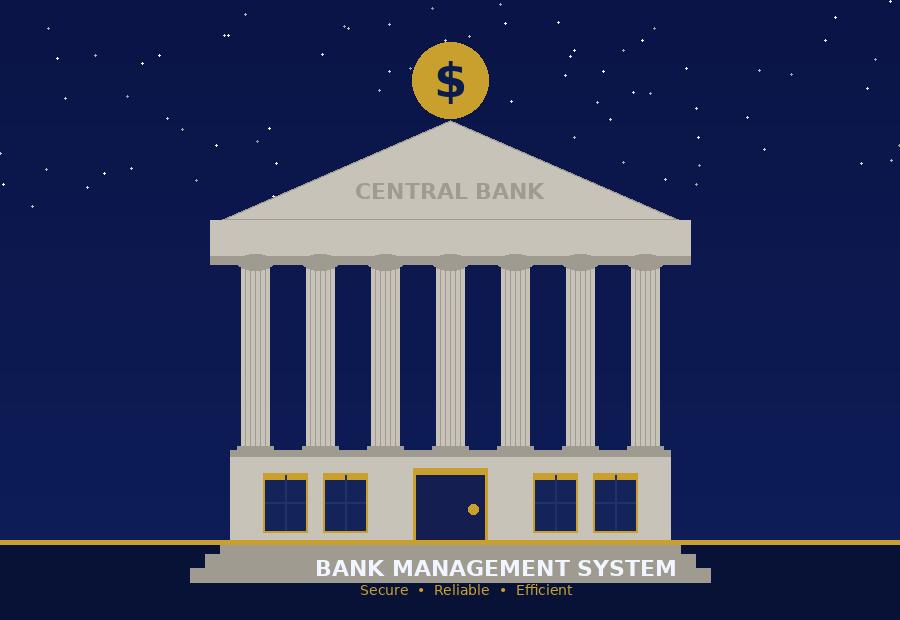 $
CENTRAL BANK
BANK MANAGEMENT SYSTEM
Secure • Reliable • Efficient